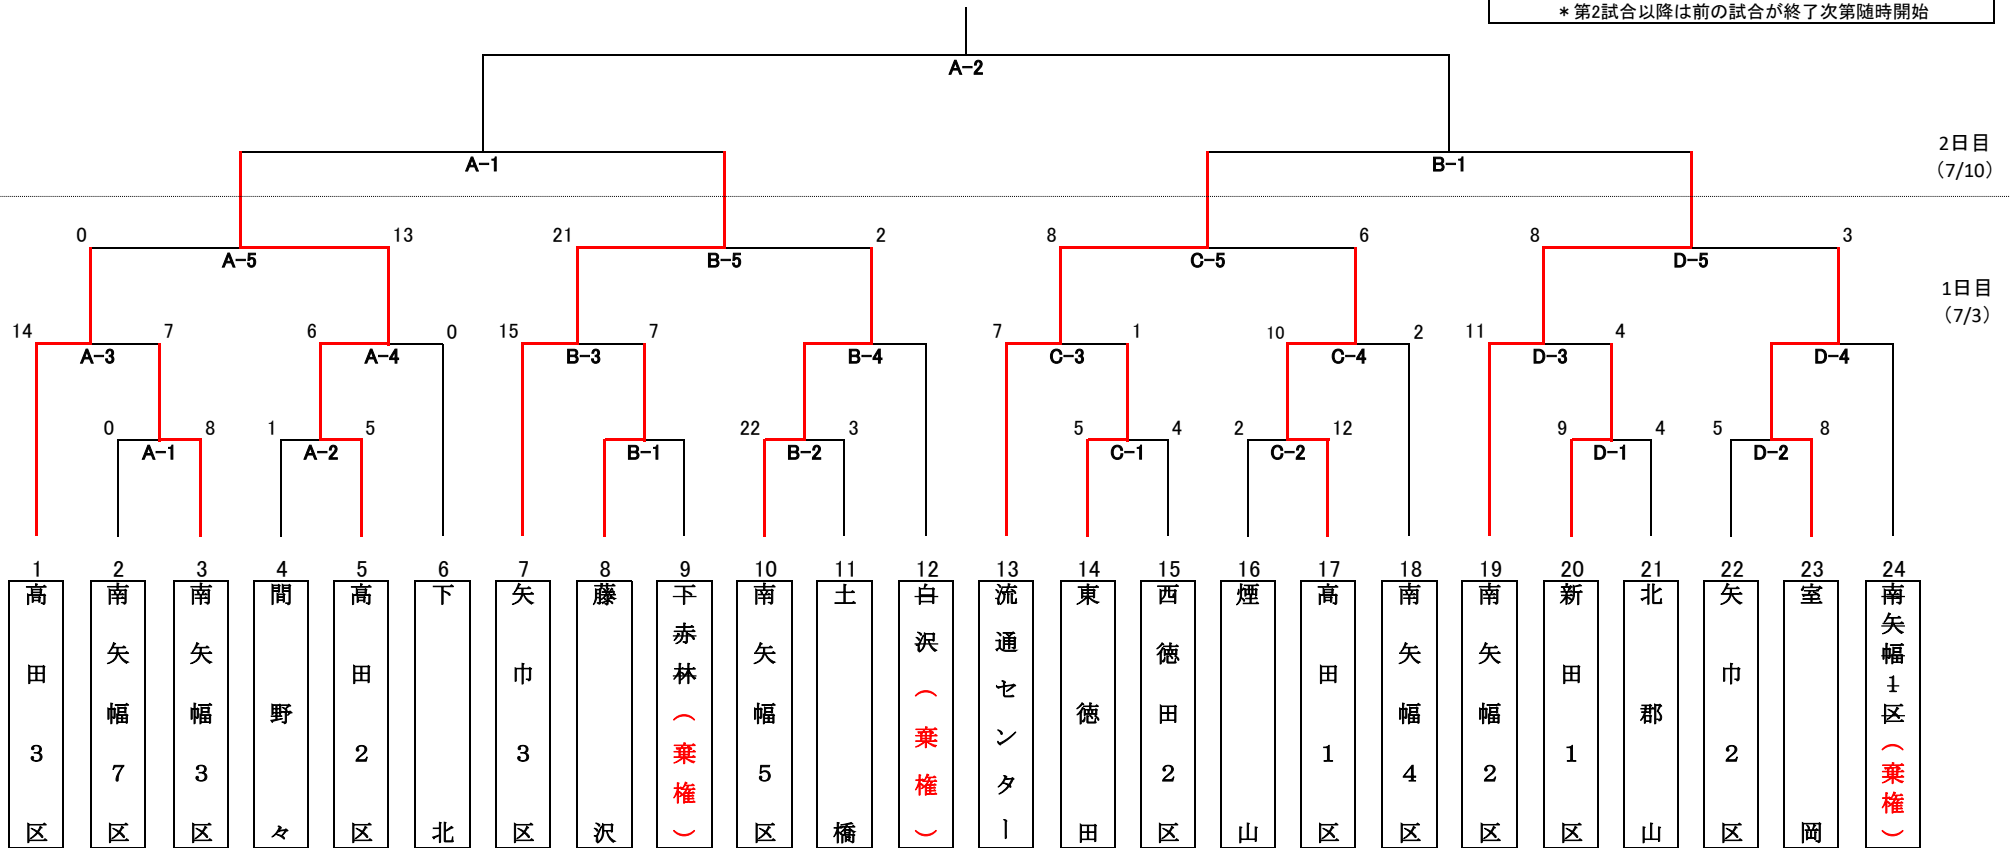 ＊第2試合以降は前の試合が終了次第随時開始
A-2
2日目
（7/10）
A-1
B-1
0 13 21 2 8 6 8 3
A-5 B-5 C-5 D-5
1日目
（7/3）
14 7 6 0 15 7 7 1 10 2 11 4
A-3 A-4 B-3 B-4 C-3 C-4 D-3 D-4
0 8 1 5 22 3 5 4 2 12 9 4 5 8
A-1 A-2 B-1 B-2 C-1 C-2 D-1 D-2
1 2 3 4 5 6 7 8 9 10 11 12 13 14 15 16 17 18 19 20 21 22 23 24
高田3区
南矢幅7区
南矢幅3区
間野々
高田2区
下北
矢巾3区
藤沢
下赤林（棄権）
南矢幅5区
土橋
白沢（棄権）
流通センター
東徳田
西徳田2区
煙山
高田1区
南矢幅4区
南矢幅2区
新田1区
北郡山
矢巾2区
室岡
南矢幅1区（棄権）